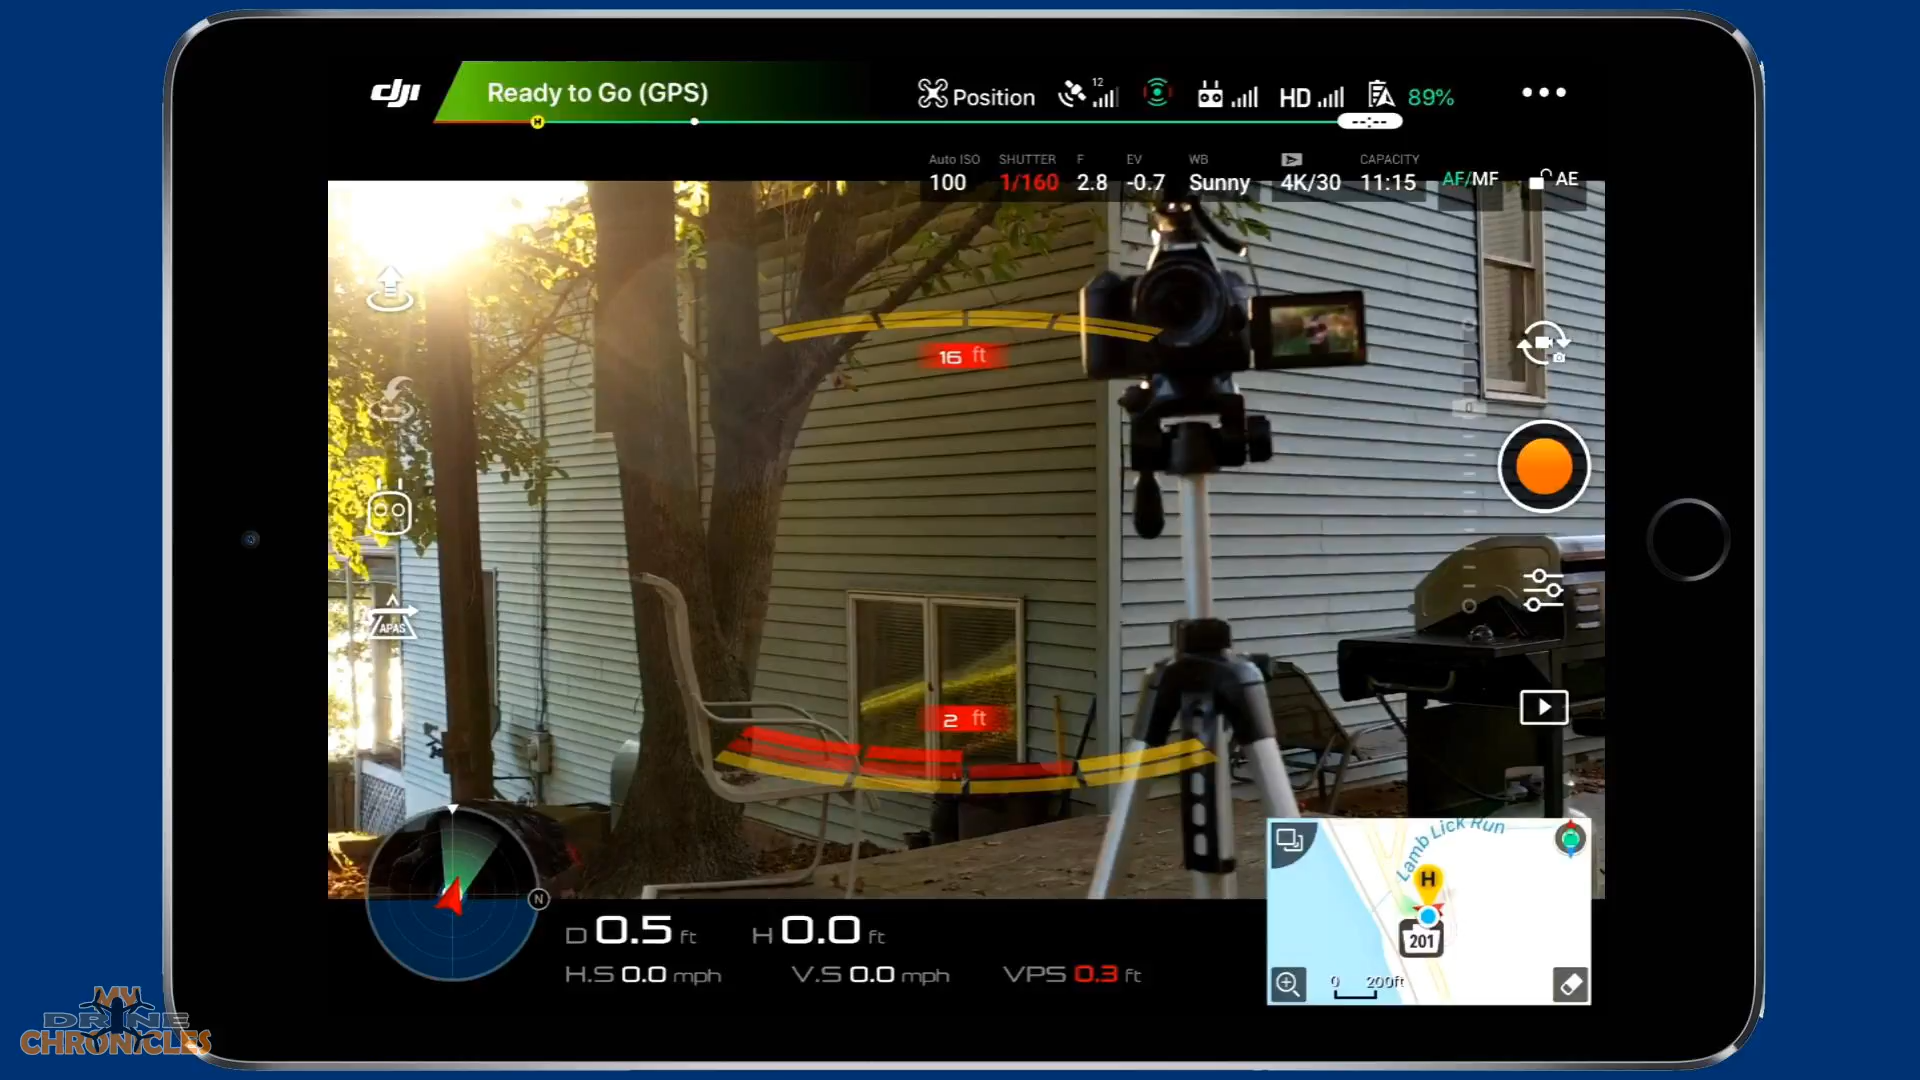 dji
Ready to Go (GPS)
H
Position
12
HD
89%
--:--
Auto ISO
100
SHUTTER
1/160
F
2.8
EV
-0.7
WB
Sunny
4K/30
CAPACITY
11:15
AF/MF
AE
16 ft
0
APAS
2 ft
N
D 0.5 ft
H 0.0 ft
H.S 0.0 mph
V.S 0.0 mph
VPS 0.3 ft
Lamb Lick Run
H
201
0 200ft
MY
DRONE
CHRONICLES